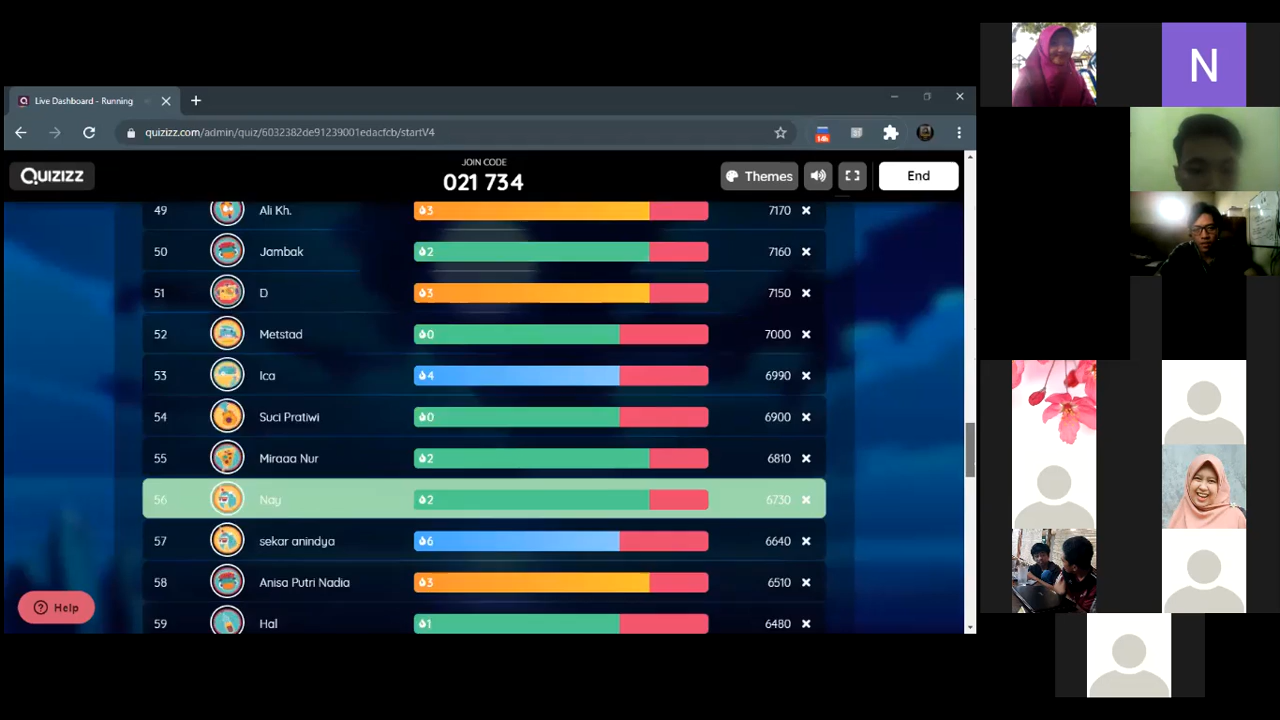 Live Dashboard - Running
quizizz.com/admin/quiz/6032382de91239001edacfcb/startV4
14h
Quizizz
JOIN CODE
021 734
Themes
End
49 Ali Kh. 3 7170
50 Jambak 2 7160
51 D 3 7150
52 Metstad 0 7000
53 Ica 4 6990
54 Suci Pratiwi 0 6900
55 Miraaa Nur 2 6810
56 Nay 2 6730
57 sekar anindya 6 6640
58 Anisa Putri Nadia 3 6510
59 Hal 1 6480
Help
N